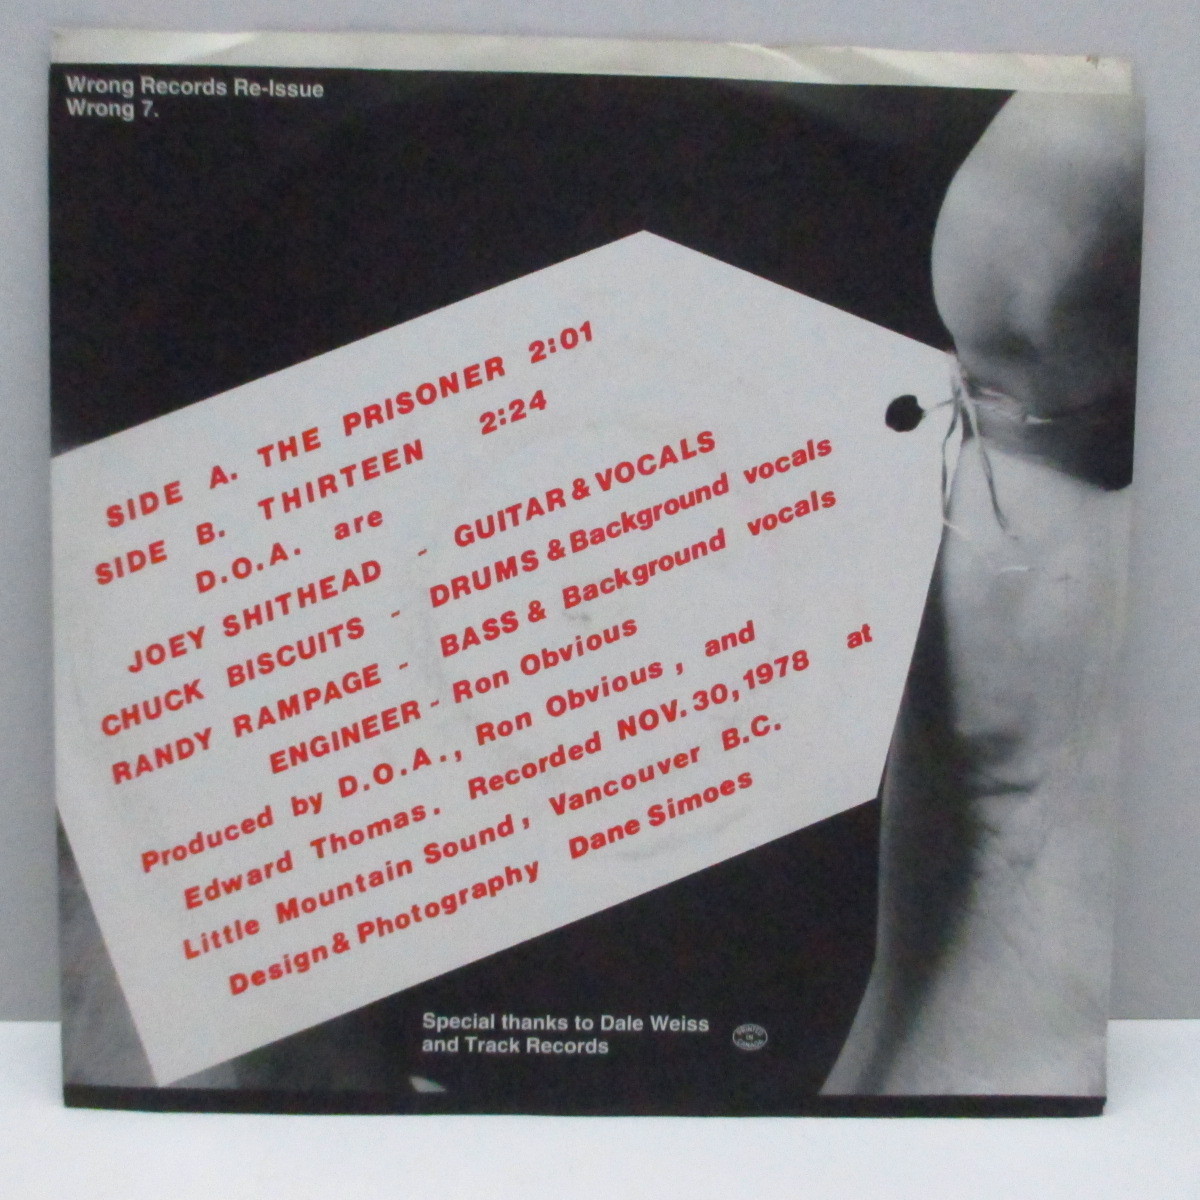 Wrong Records Re-Issue
Wrong 7.
SIDE A. THE PRISONER 2:01
SIDE B. THIRTEEN 2:24
D.O.A. are
JOEY SHITHEAD - GUITAR & VOCALS
CHUCK BISCUITS - DRUMS & Background vocals
RANDY RAMPAGE - BASS & Background vocals
ENGINEER - Ron Obvious
Produced by D.O.A., Ron Obvious, and
Edward Thomas. Recorded NOV. 30, 1978 at
Little Mountain Sound, Vancouver B.C.
Design & Photography Dane Simoes
Special thanks to Dale Weiss
and Track Records
PRINTED
IN
CANADA